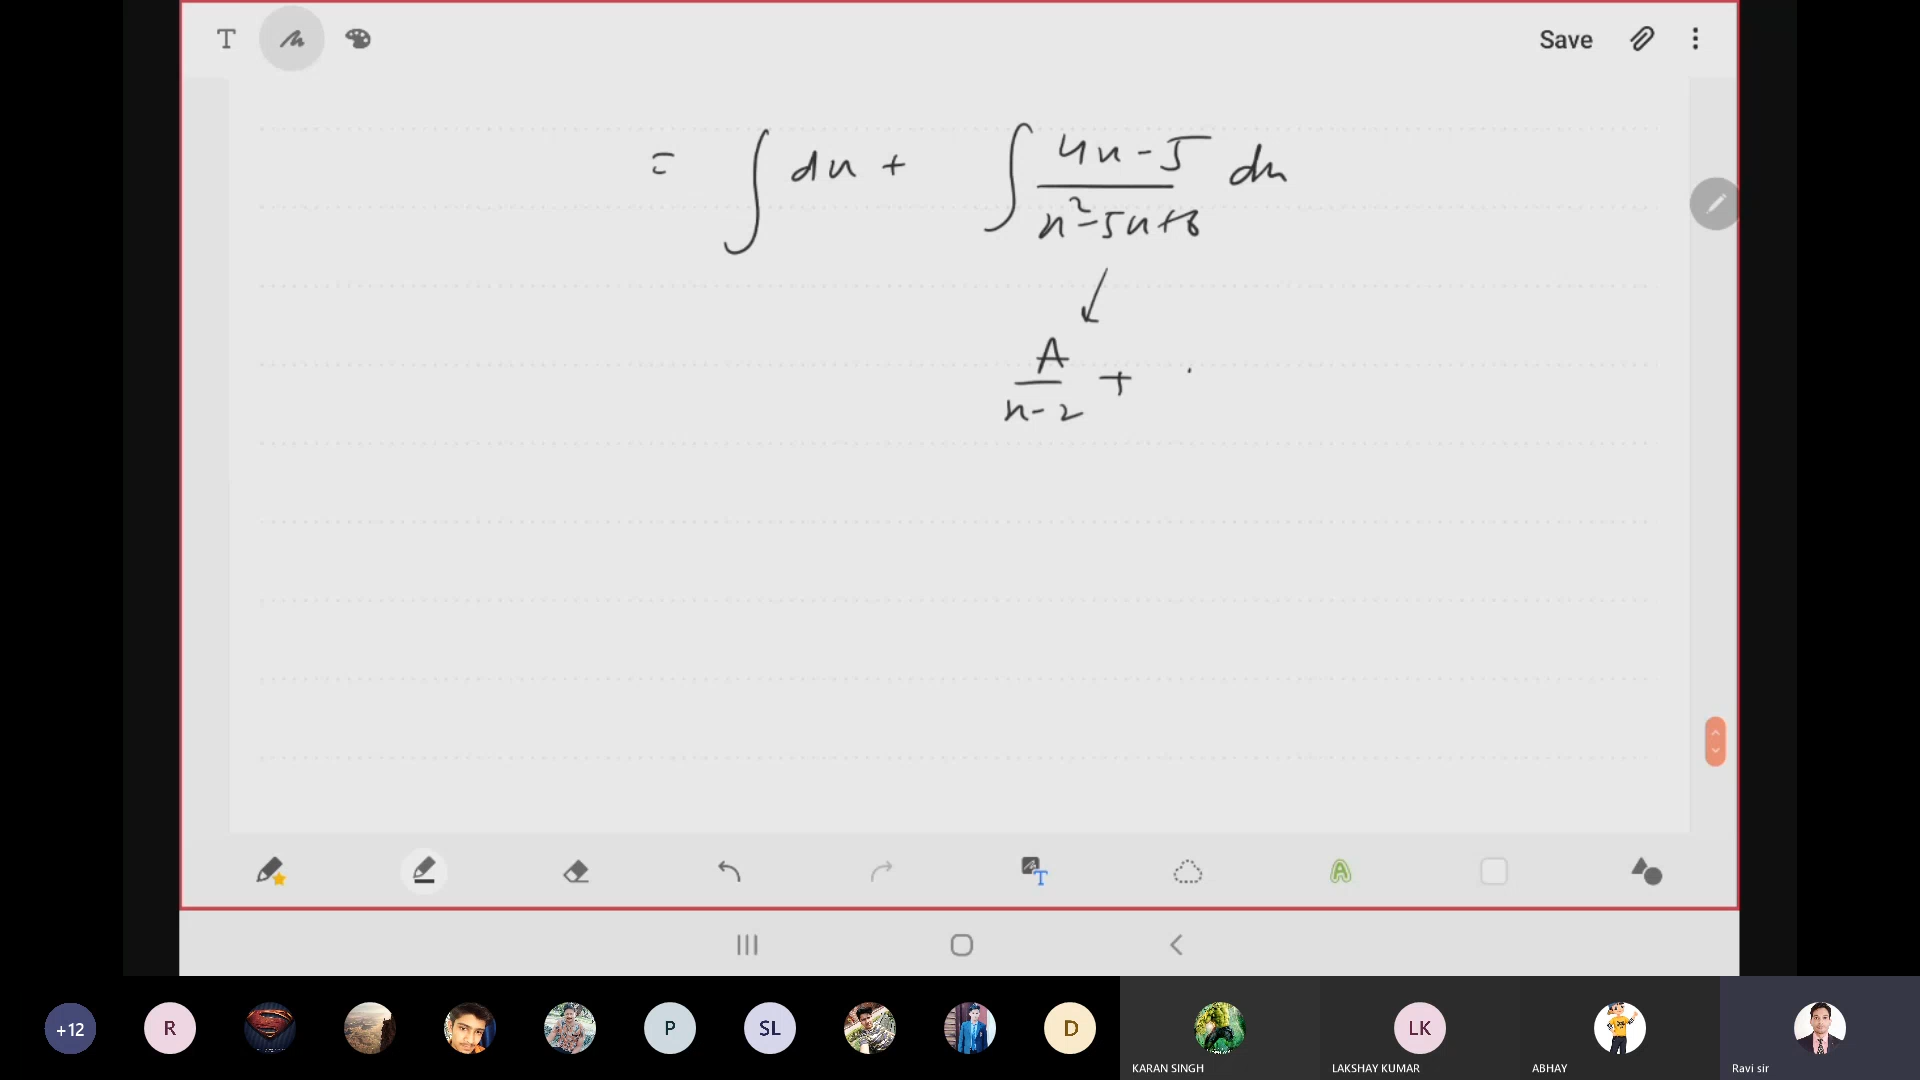 T Save
= ∫ dx + ∫ (4x-5)/(x²-5x+6) dx
A/(x-2) +
T A
+12 R P SL D LK
KARAN SINGH LAKSHAY KUMAR ABHAY Ravi sir